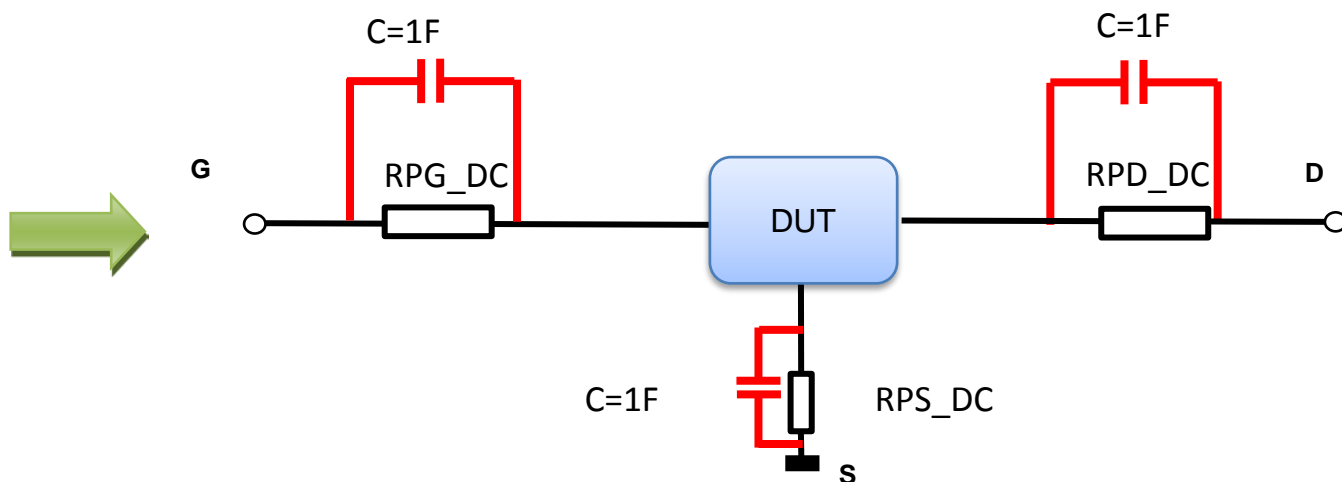 C=1F
C=1F
G
RPG_DC
RPD_DC
D
DUT
C=1F
RPS_DC
S